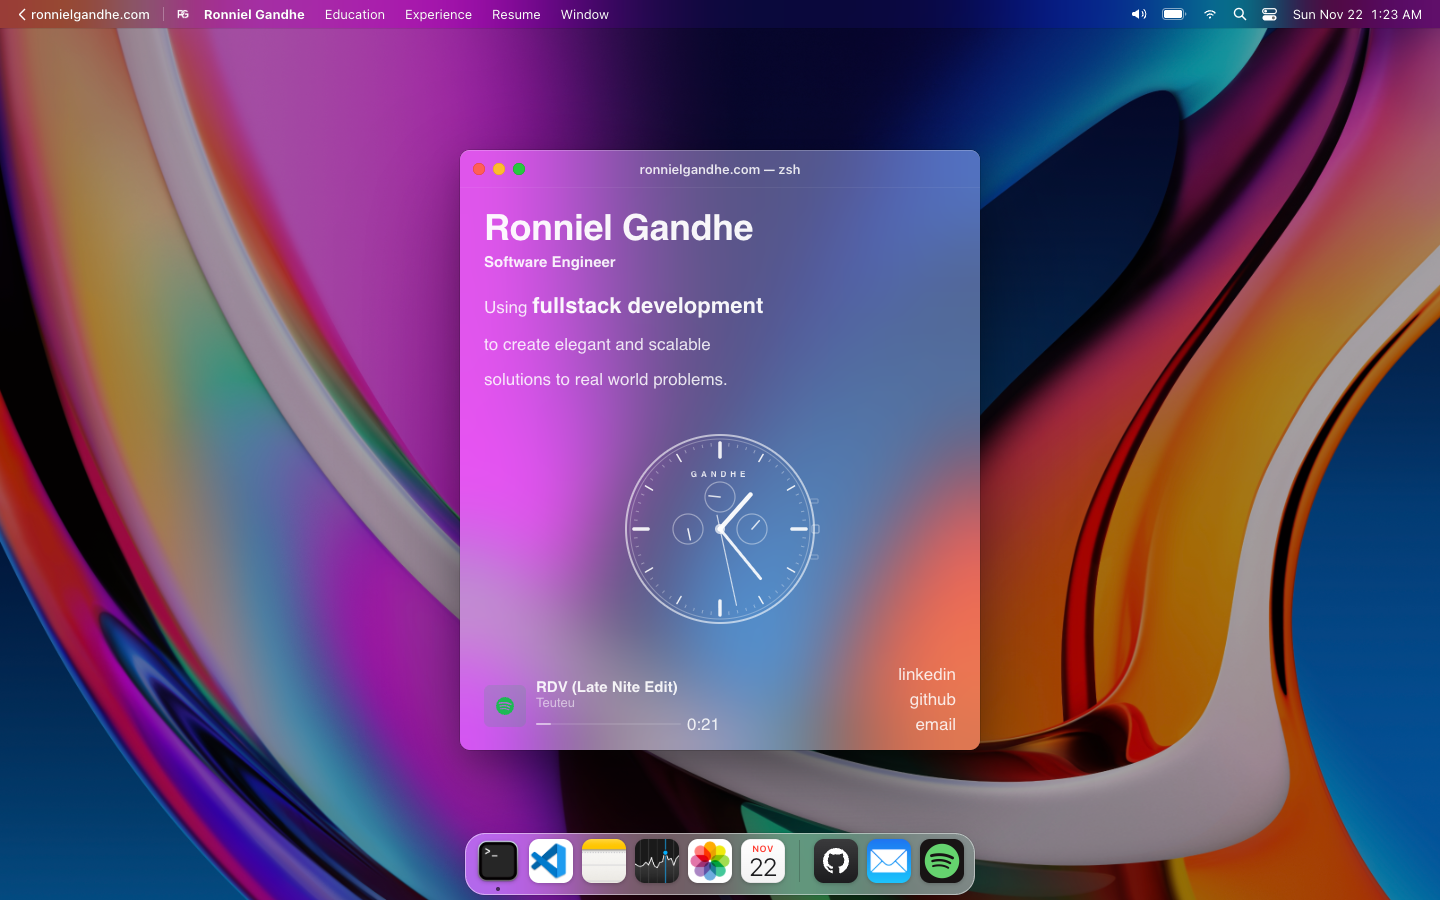 ronnielgandhe.com RG Ronniel Gandhe Education Experience Resume Window Sun Nov 22 1:23 AM
ronnielgandhe.com — zsh
Ronniel Gandhe
Software Engineer
Using fullstack development
to create elegant and scalable
solutions to real world problems.
GANDHE
RDV (Late Nite Edit)
Teuteu
0:21
linkedin
github
email
>_
NOV
22